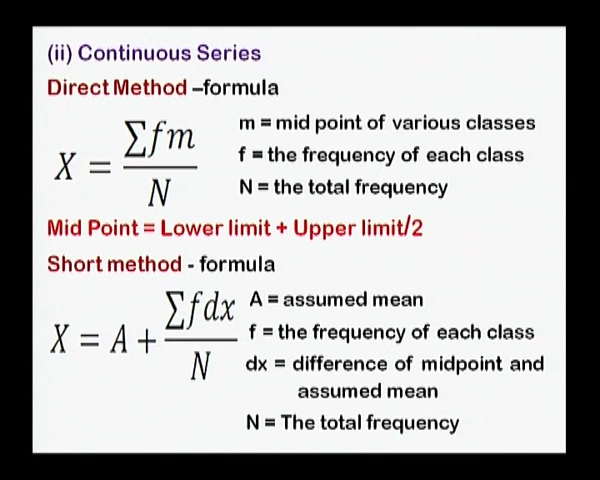 (ii) Continuous Series
Direct Method –formula
X = ∑fm / N
m = mid point of various classes
f = the frequency of each class
N = the total frequency
Mid Point = Lower limit + Upper limit/2
Short method - formula
X = A + ∑fdx / N
A = assumed mean
f = the frequency of each class
dx = difference of midpoint and
assumed mean
N = The total frequency